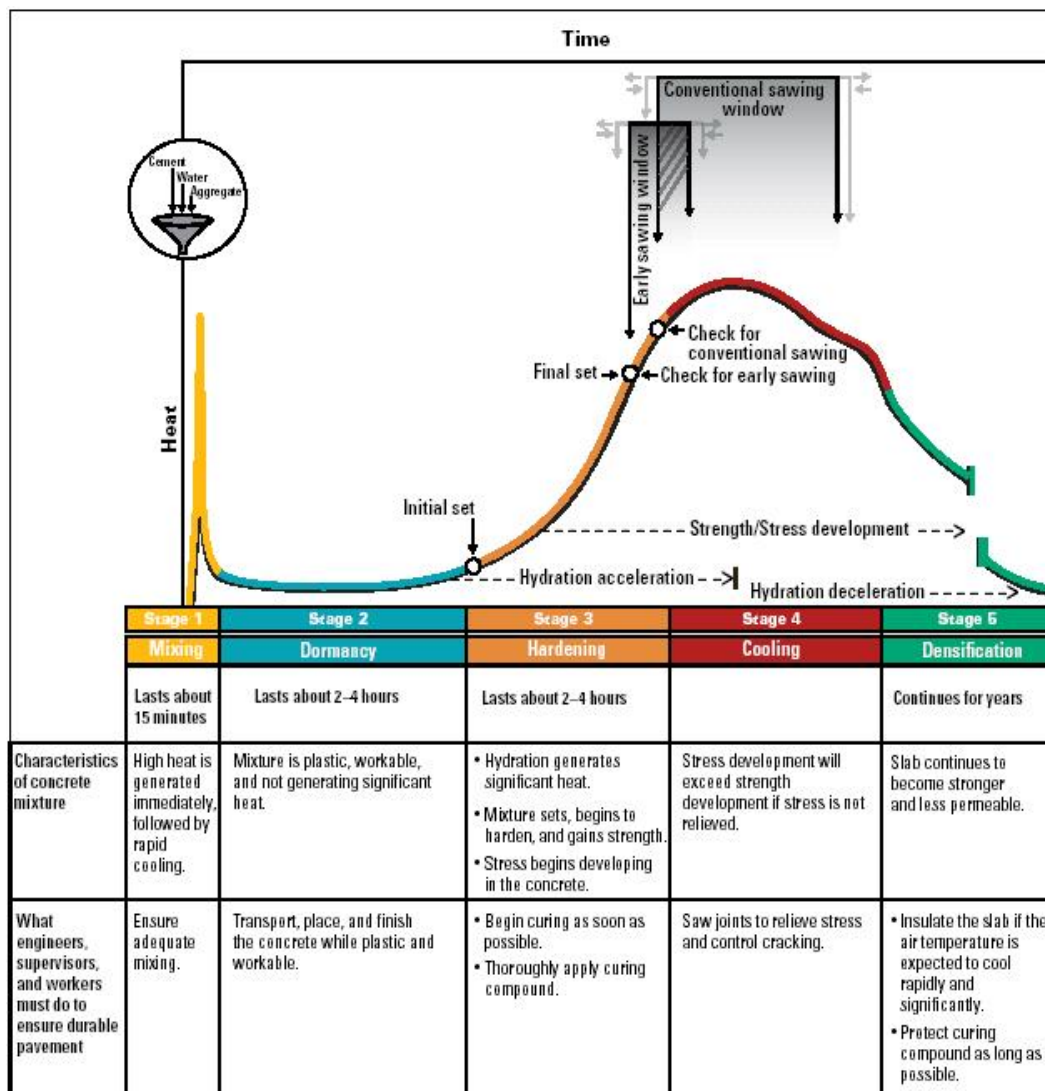 Time
Conventional sawing
window
Early sawing window
Cement
Water
Aggregate
Heat
Check for
conventional sawing
Final set
Check for early sawing
Initial set
Strength/Stress development
Hydration acceleration
Hydration deceleration
Stage 1
Stage 2
Stage 3
Stage 4
Stage 5
Mixing
Dormancy
Hardening
Cooling
Densification
Lasts about
15 minutes
Lasts about 2–4 hours
Lasts about 2–4 hours
Continues for years
Characteristics
of concrete
mixture
High heat is
generated
immediately,
followed by
rapid
cooling.
Mixture is plastic, workable,
and not generating significant
heat.
• Hydration generates
significant heat.
• Mixture sets, begins to
harden, and gains strength.
• Stress begins developing
in the concrete.
Stress development will
exceed strength
development if stress is not
relieved.
Slab continues to
become stronger
and less permeable.
What
engineers,
supervisors,
and workers
must do to
ensure durable
pavement
Ensure
adequate
mixing.
Transport, place, and finish
the concrete while plastic and
workable.
• Begin curing as soon as
possible.
• Thoroughly apply curing
compound.
Saw joints to relieve stress
and control cracking.
• Insulate the slab if the
air temperature is
expected to cool
rapidly and
significantly.
• Protect curing
compound as long as
possible.